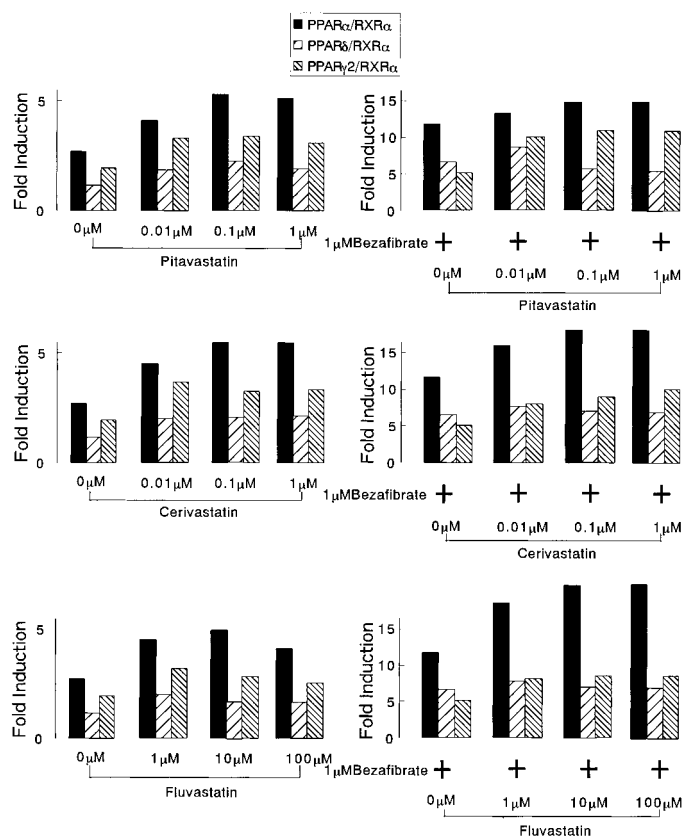 PPARα/RXRα
PPARδ/RXRα
PPARγ2/RXRα
Fold Induction
5
0
0μM 0.01μM 0.1μM 1μM
Pitavastatin
Fold Induction
15
10
5
0
1μMBezafibrate + + + +
0μM 0.01μM 0.1μM 1μM
Pitavastatin
Fold Induction
5
0
0μM 0.01μM 0.1μM 1μM
Cerivastatin
Fold Induction
15
10
5
0
1μMBezafibrate + + + +
0μM 0.01μM 0.1μM 1μM
Cerivastatin
Fold Induction
5
0
0μM 1μM 10μM 100μM
Fluvastatin
Fold Induction
15
10
5
0
1μMBezafibrate + + + +
0μM 1μM 10μM 100μM
Fluvastatin